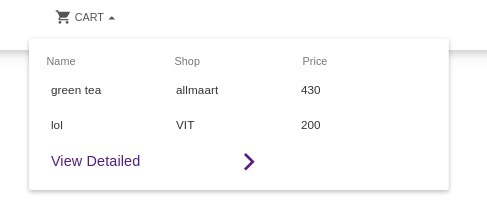 CART
Name Shop Price
green tea allmaart 430
lol VIT 200
View Detailed